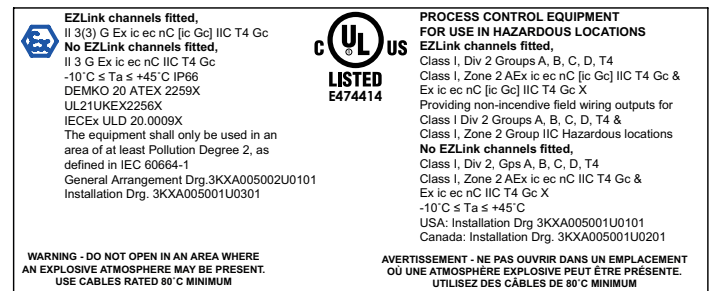 EZLink channels fitted,
II 3(3) G Ex ic ec nC [ic Gc] IIC T4 Gc
No EZLink channels fitted,
II 3 G Ex ic ec nC IIC T4 Gc
-10˚C ≤ Ta ≤ +45˚C IP66
DEMKO 20 ATEX 2259X
UL21UKEX2256X
IECEx ULD 20.0009X
The equipment shall only be used in an
area of at least Pollution Degree 2, as
defined in IEC 60664-1
General Arrangement Drg.3KXA005002U0101
Installation Drg. 3KXA005001U0301
WARNING - DO NOT OPEN IN AN AREA WHERE
AN EXPLOSIVE ATMOSPHERE MAY BE PRESENT.
USE CABLES RATED 80˚C MINIMUM
Ex
C UL US
LISTED
E474414
PROCESS CONTROL EQUIPMENT
FOR USE IN HAZARDOUS LOCATIONS
EZLink channels fitted,
Class I, Div 2 Groups A, B, C, D, T4
Class I, Zone 2 AEx ic ec nC [ic Gc] IIC T4 Gc &
Ex ic ec nC [ic Gc] IIC T4 Gc X
Providing non-incendive field wiring outputs for
Class I Div 2 Groups A, B, C, D, T4 &
Class I, Zone 2 Group IIC Hazardous locations
No EZLink channels fitted,
Class I, Div 2, Gps A, B, C, D, T4
Class I, Zone 2 AEx ic ec nC IIC T4 Gc &
Ex ic ec nC IIC T4 Gc X
-10˚C ≤ Ta ≤ +45˚C
USA: Installation Drg 3KXA005001U0101
Canada: Installation Drg. 3KXA005001U0201
AVERTISSEMENT - NE PAS OUVRIR DANS UN EMPLACEMENT
OÙ UNE ATMOSPHÈRE EXPLOSIVE PEUT ÊTRE PRÉSENTE.
UTILISEZ DES CÂBLES DE 80˚C MINIMUM